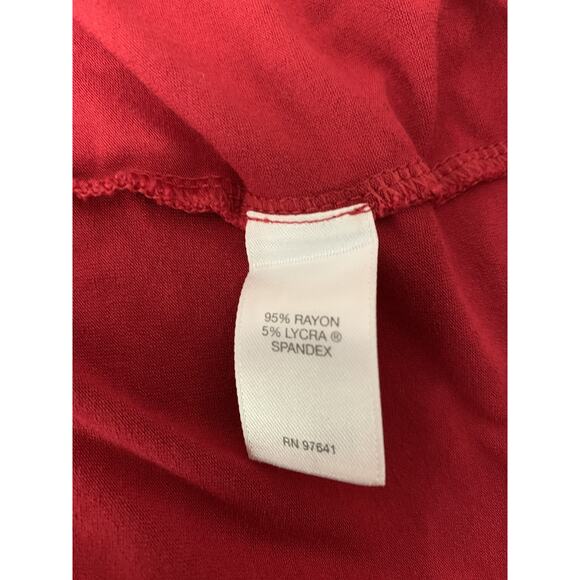 95% RAYON
5% LYCRA ®
SPANDEX
RN 97641